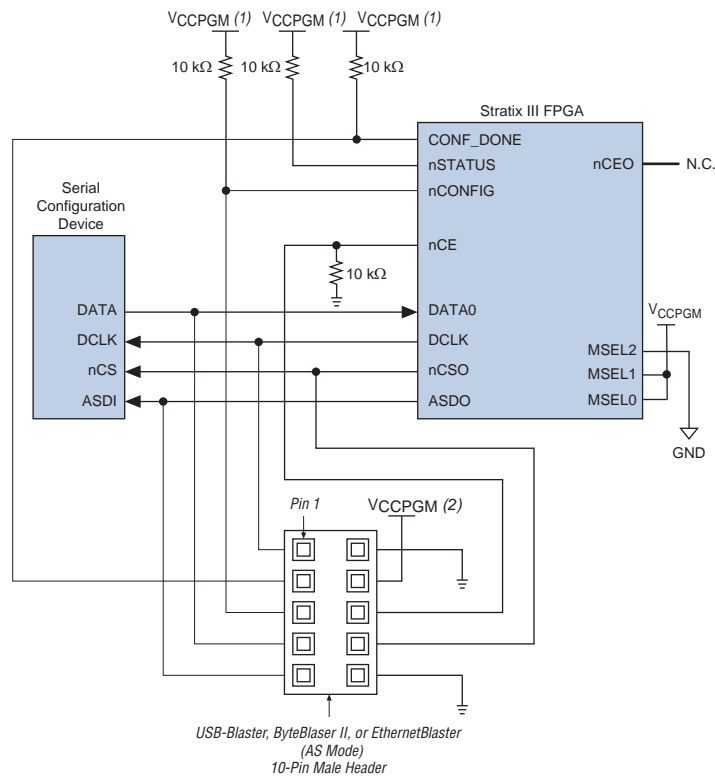 VCCPGM (1) VCCPGM (1) VCCPGM (1)
10 kΩ 10 kΩ 10 kΩ
Stratix III FPGA
CONF_DONE
nSTATUS
nCONFIG
nCE
nCEO
N.C.
Serial
Configuration
Device
10 kΩ
DATA
DCLK
nCS
ASDI
DATA0
DCLK
nCSO
ASDO
VCCPGM
MSEL2
MSEL1
MSEL0
GND
Pin 1
VCCPGM (2)
USB-Blaster, ByteBlaser II, or EthernetBlaster
(AS Mode)
10-Pin Male Header